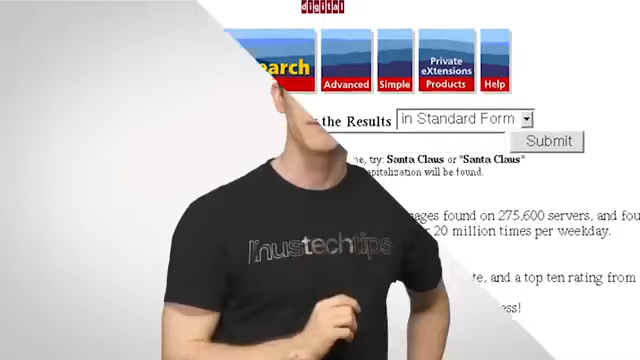 digital
earch
Advanced
Simple
Private eXtensions
Products
Help
the Results in Standard Form
Submit
try: Santa Claus or "Santa Claus"
capitalization will be found.
ages found on 275,600 servers, and fou
20 million times per weekday.
te, and a top ten rating from
ss!
linustechtips